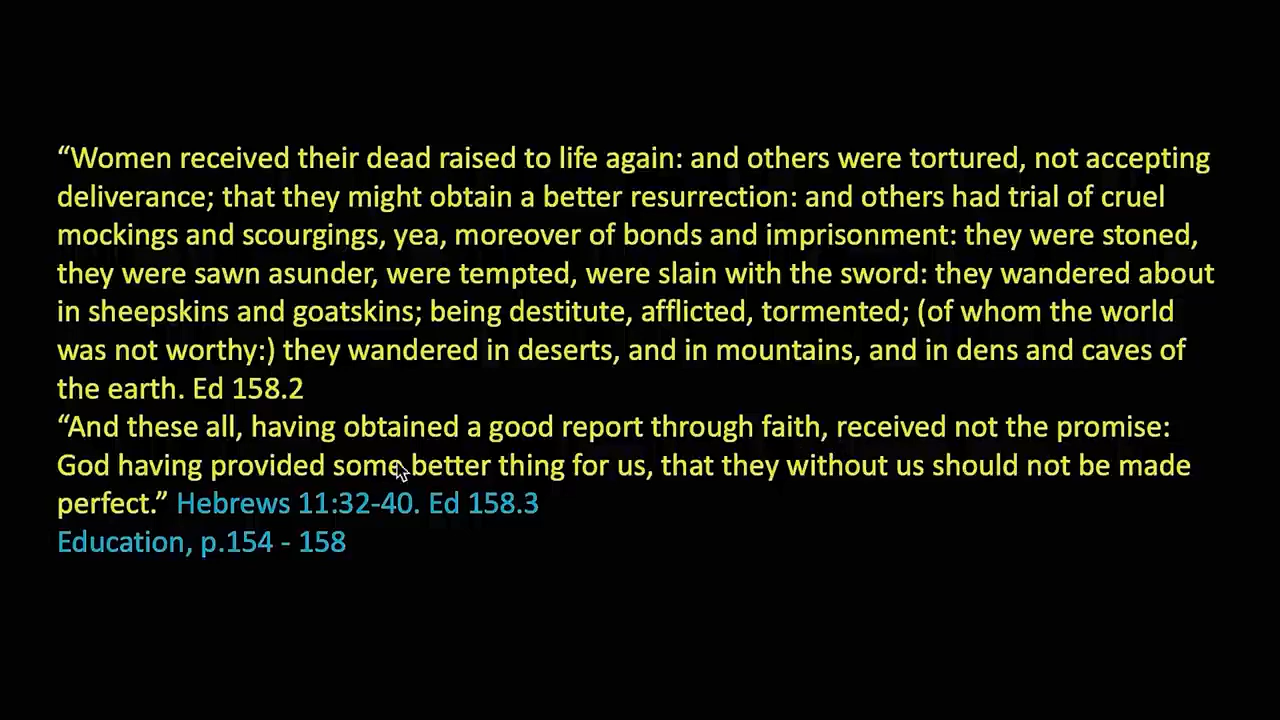 “Women received their dead raised to life again: and others were tortured, not accepting
deliverance; that they might obtain a better resurrection: and others had trial of cruel
mockings and scourgings, yea, moreover of bonds and imprisonment: they were stoned,
they were sawn asunder, were tempted, were slain with the sword: they wandered about
in sheepskins and goatskins; being destitute, afflicted, tormented; (of whom the world
was not worthy:) they wandered in deserts, and in mountains, and in dens and caves of
the earth. Ed 158.2
“And these all, having obtained a good report through faith, received not the promise:
God having provided some better thing for us, that they without us should not be made
perfect.” Hebrews 11:32-40. Ed 158.3
Education, p.154 - 158